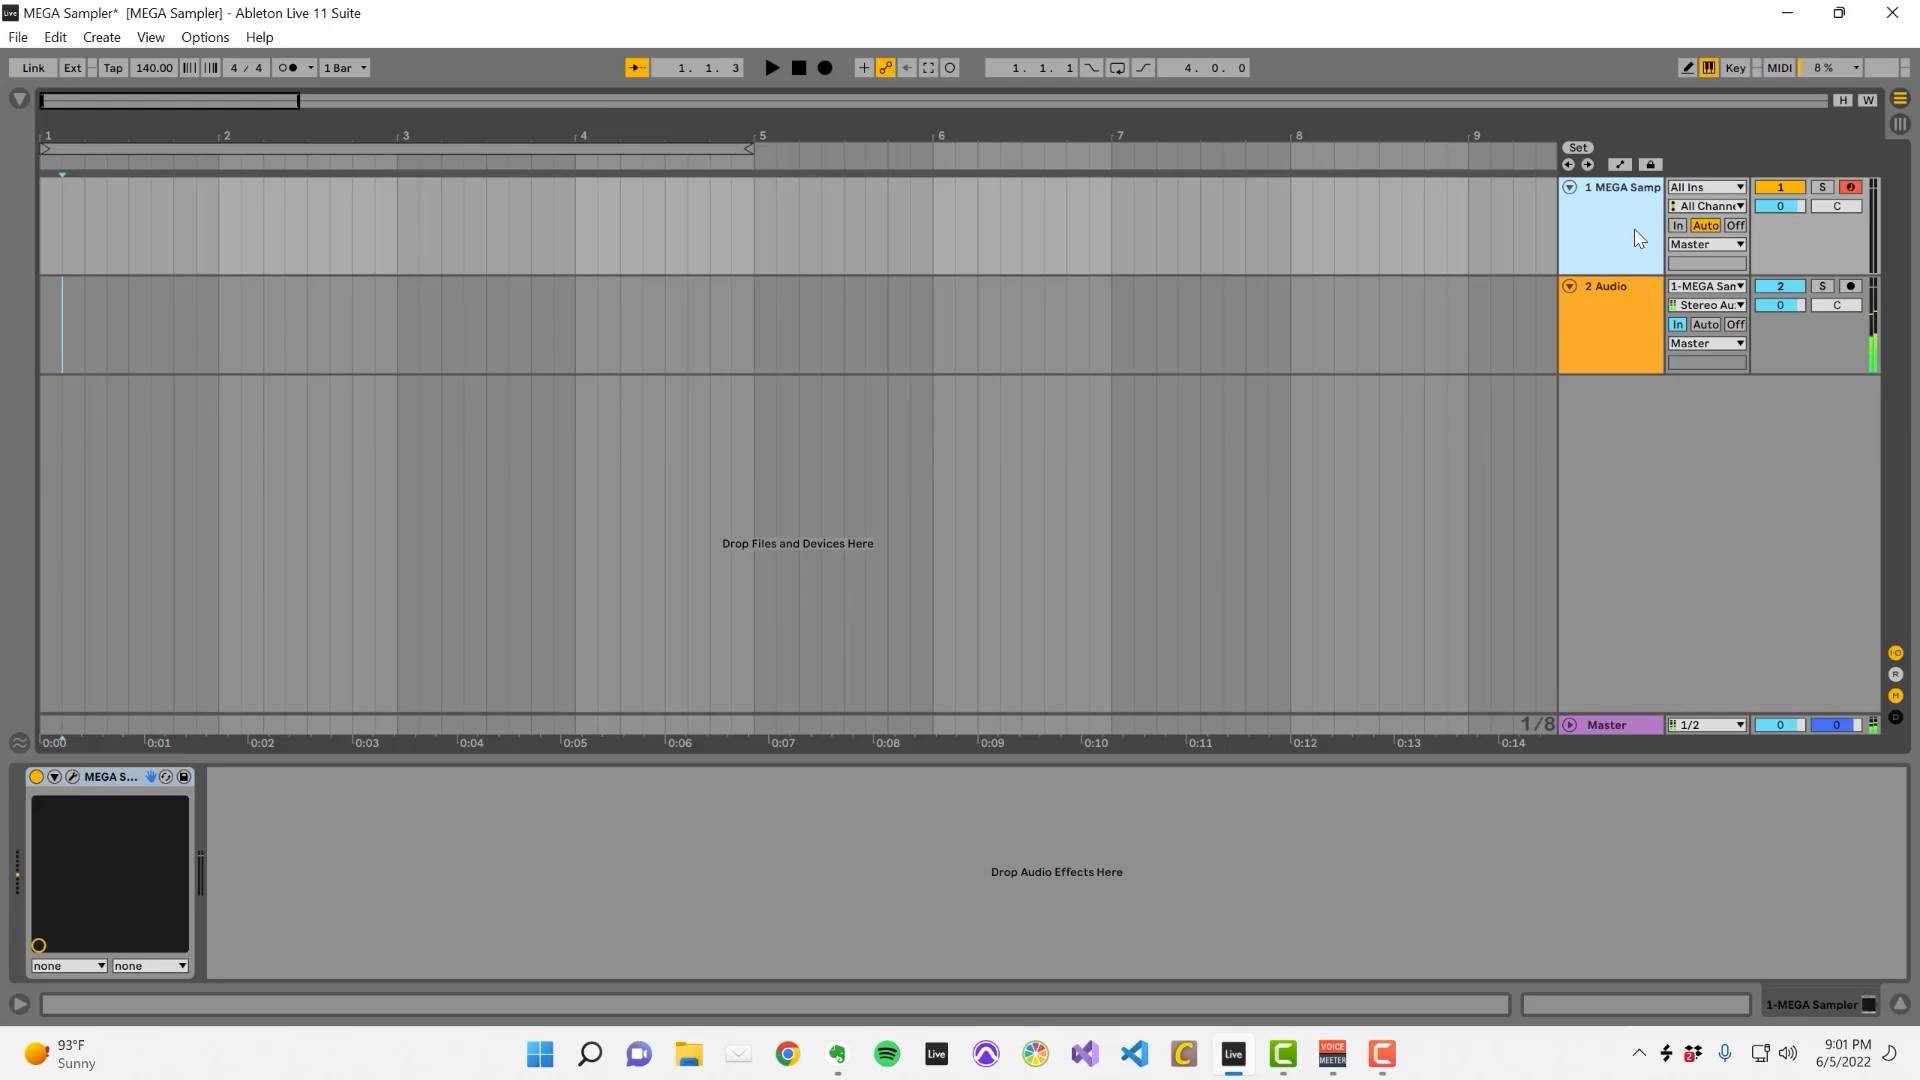 MEGA Sampler* [MEGA Sampler] - Ableton Live 11 Suite
File Edit Create View Options Help
Link Ext Tap 140.00 4 / 4 1 Bar 1. 1. 3 1. 1. 1 4. 0. 0 Key MIDI 8 %
H W
1 2 3 4 5 6 7 8 9
Set
1 MEGA Samp All Ins 1 S
All Channe 0 C
In Auto Off
Master
2 Audio 1-MEGA San 2 S
Stereo Au: 0 C
In Auto Off
Master
Drop Files and Devices Here
I·O
R
M
D
1/8 Master 1/2 0 0
0:00 0:01 0:02 0:03 0:04 0:05 0:06 0:07 0:08 0:09 0:10 0:11 0:12 0:13 0:14
MEGA S...
Drop Audio Effects Here
none none
1-MEGA Sampler
93°F
Sunny
Live
Live
VOICE
MEETER
2
9:01 PM
6/5/2022